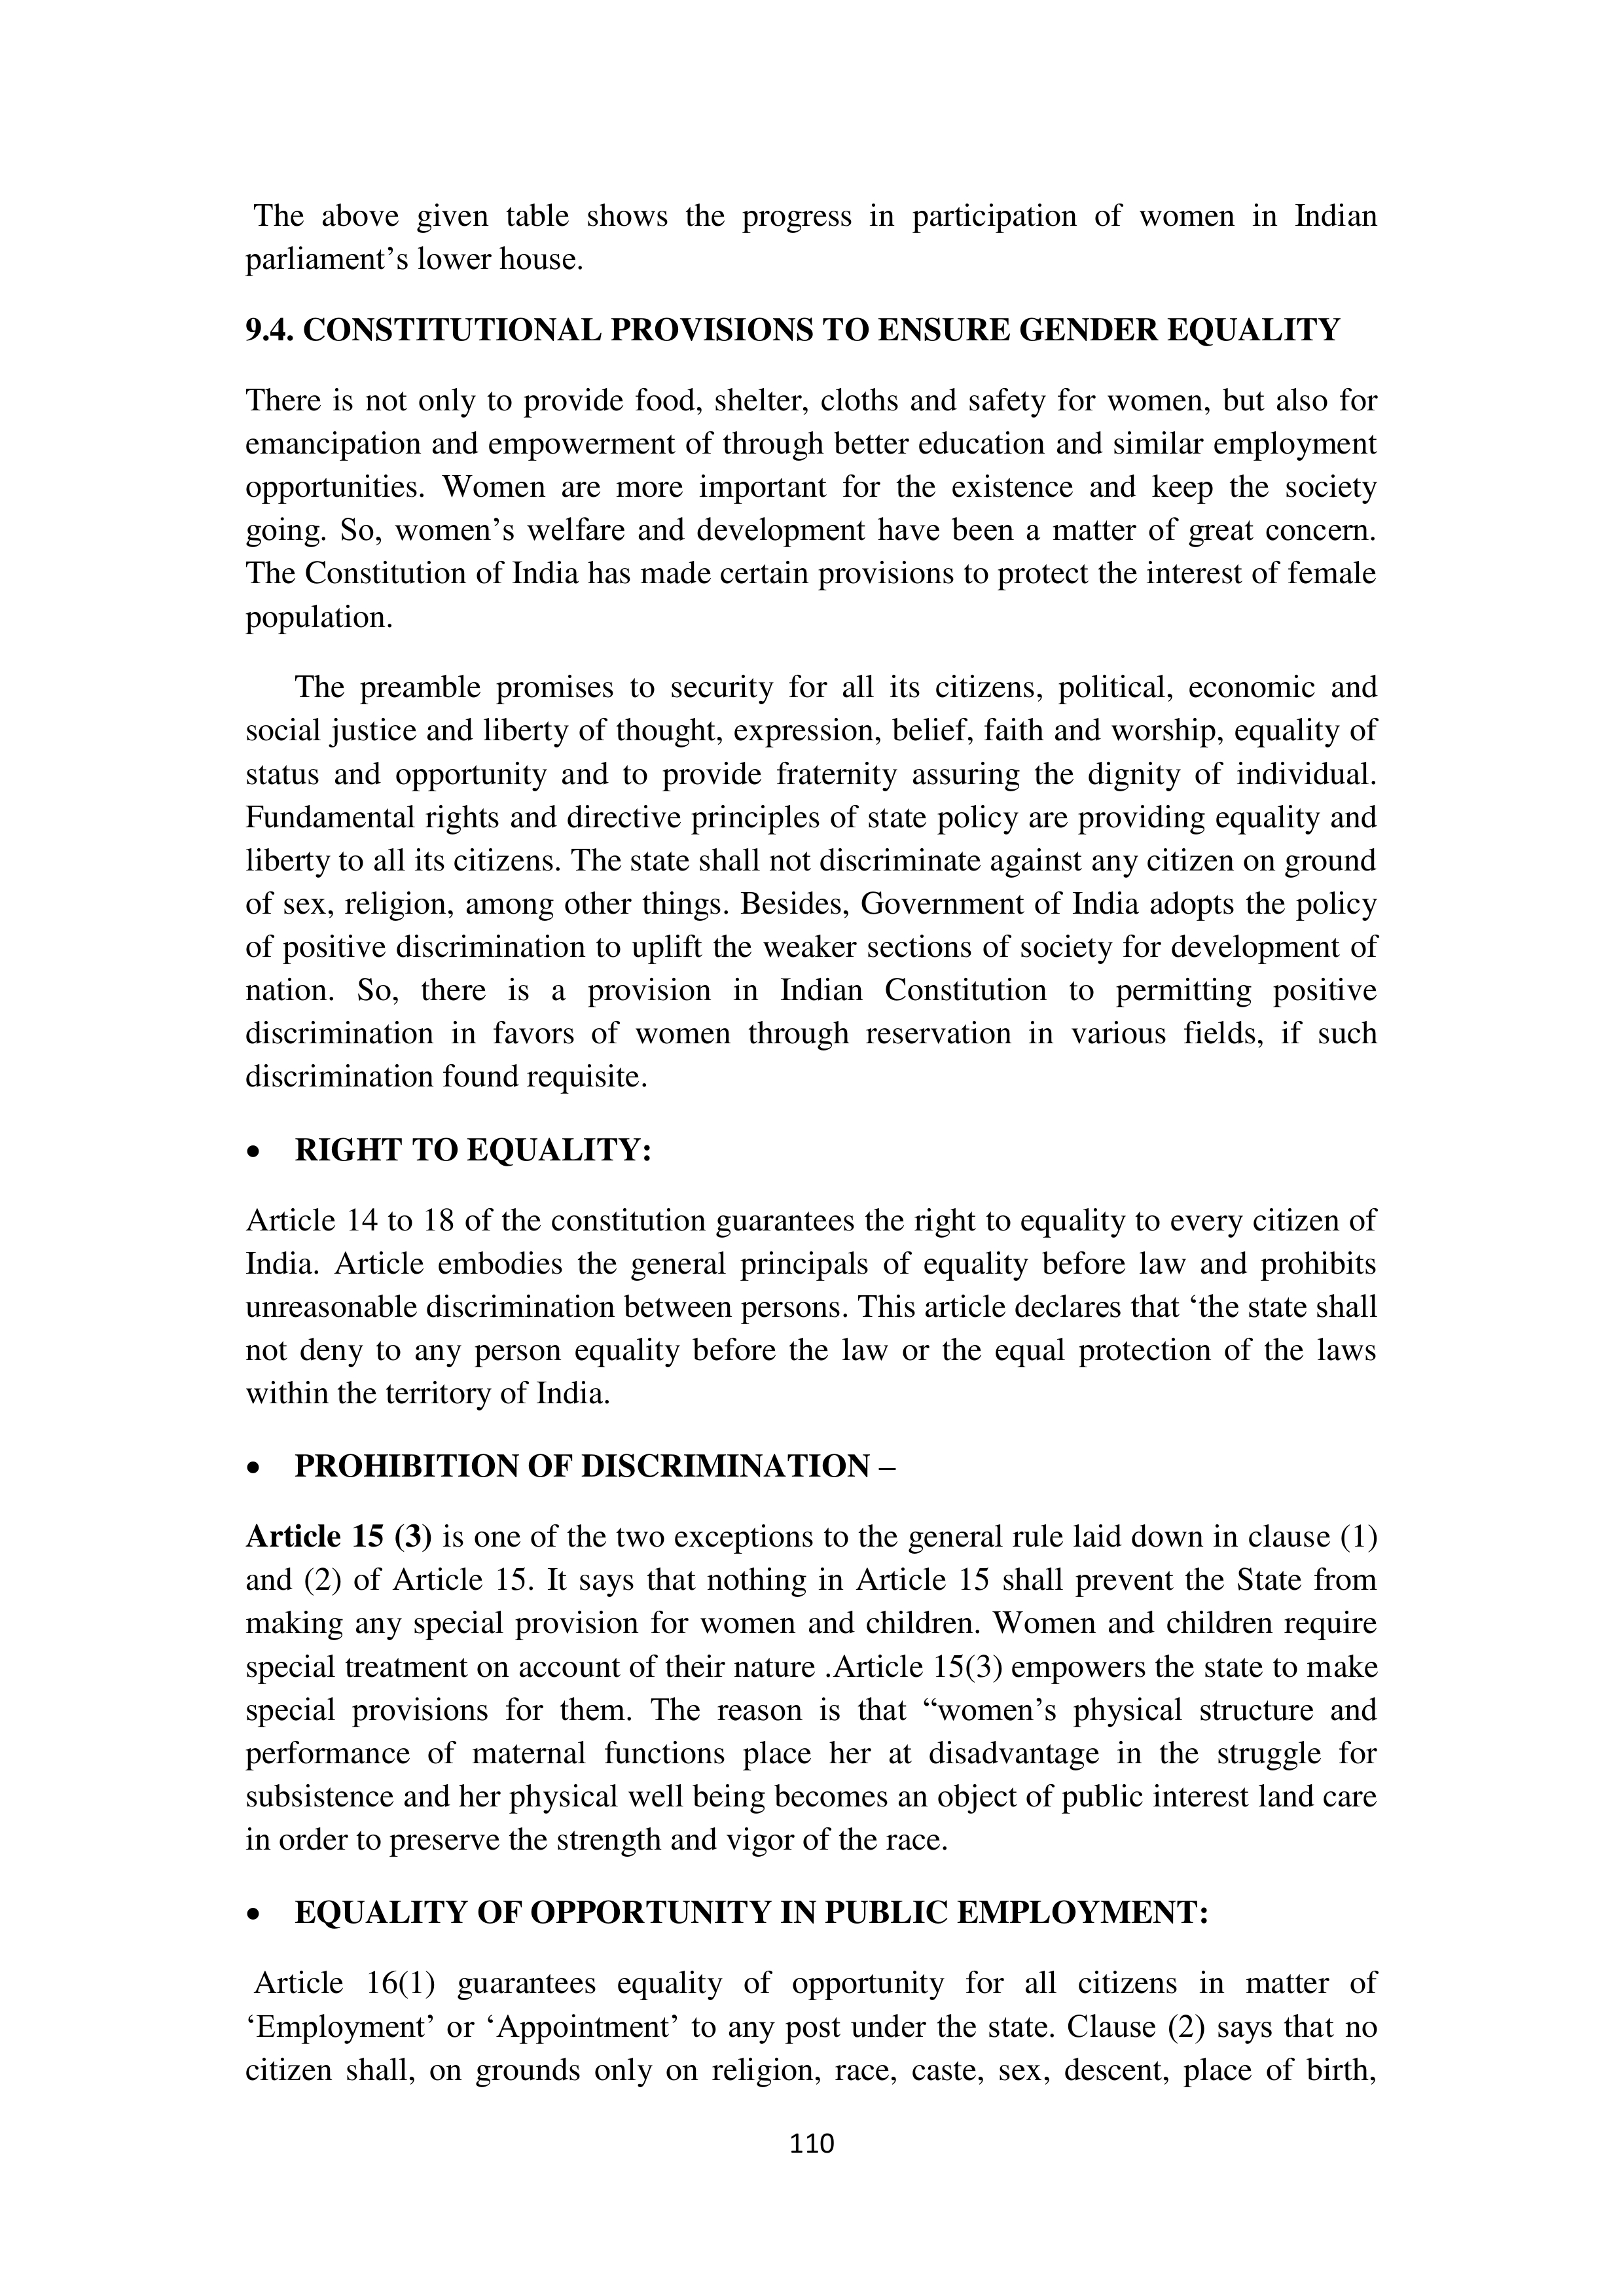 The above given table shows the progress in participation of women in Indian
parliament’s lower house.
9.4. CONSTITUTIONAL PROVISIONS TO ENSURE GENDER EQUALITY
There is not only to provide food, shelter, cloths and safety for women, but also for
emancipation and empowerment of through better education and similar employment
opportunities. Women are more important for the existence and keep the society
going. So, women’s welfare and development have been a matter of great concern.
The Constitution of India has made certain provisions to protect the interest of female
population.
The preamble promises to security for all its citizens, political, economic and
social justice and liberty of thought, expression, belief, faith and worship, equality of
status and opportunity and to provide fraternity assuring the dignity of individual.
Fundamental rights and directive principles of state policy are providing equality and
liberty to all its citizens. The state shall not discriminate against any citizen on ground
of sex, religion, among other things. Besides, Government of India adopts the policy
of positive discrimination to uplift the weaker sections of society for development of
nation. So, there is a provision in Indian Constitution to permitting positive
discrimination in favors of women through reservation in various fields, if such
discrimination found requisite.
• RIGHT TO EQUALITY:
Article 14 to 18 of the constitution guarantees the right to equality to every citizen of
India. Article embodies the general principals of equality before law and prohibits
unreasonable discrimination between persons. This article declares that ‘the state shall
not deny to any person equality before the law or the equal protection of the laws
within the territory of India.
• PROHIBITION OF DISCRIMINATION –
Article 15 (3) is one of the two exceptions to the general rule laid down in clause (1)
and (2) of Article 15. It says that nothing in Article 15 shall prevent the State from
making any special provision for women and children. Women and children require
special treatment on account of their nature .Article 15(3) empowers the state to make
special provisions for them. The reason is that “women’s physical structure and
performance of maternal functions place her at disadvantage in the struggle for
subsistence and her physical well being becomes an object of public interest land care
in order to preserve the strength and vigor of the race.
• EQUALITY OF OPPORTUNITY IN PUBLIC EMPLOYMENT:
Article 16(1) guarantees equality of opportunity for all citizens in matter of
‘Employment’ or ‘Appointment’ to any post under the state. Clause (2) says that no
citizen shall, on grounds only on religion, race, caste, sex, descent, place of birth,
110